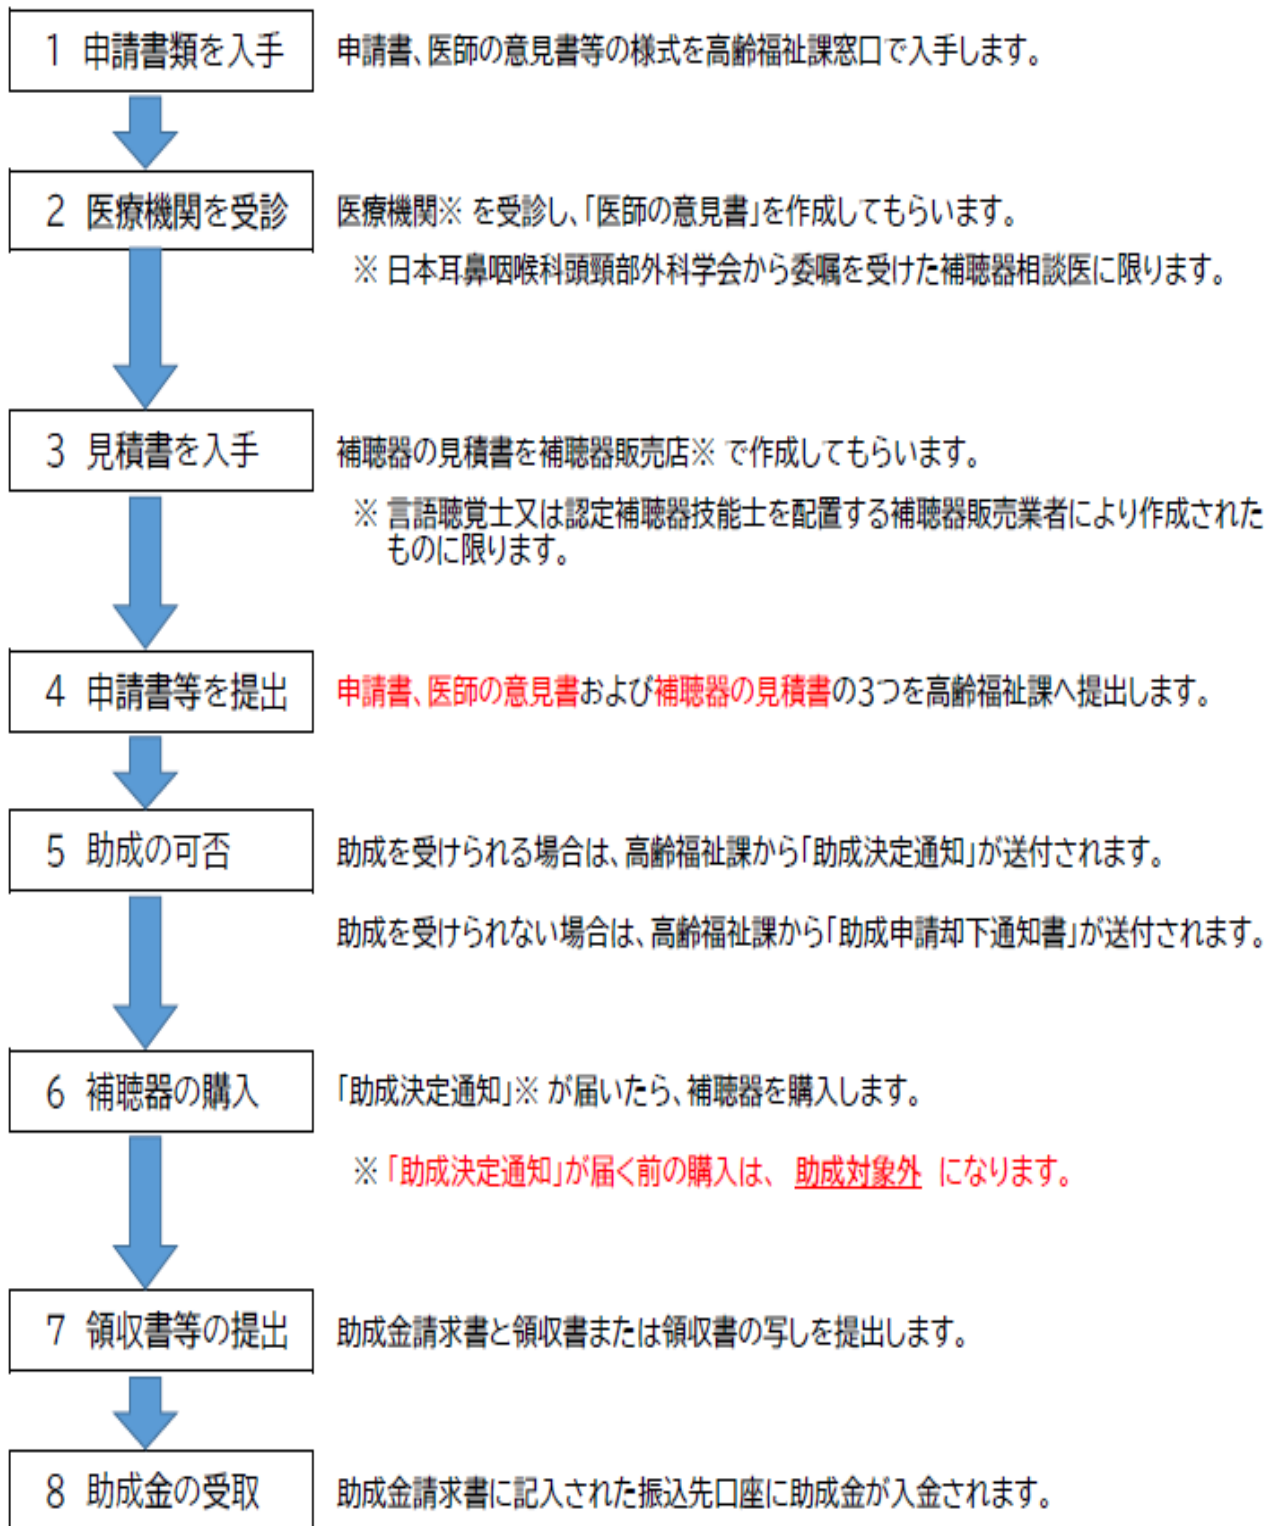 1 申請書類を入手
申請書、医師の意見書等の様式を高齢福祉課窓口で入手します。
2 医療機関を受診
医療機関※ を受診し、「医師の意見書」を作成してもらいます。
※ 日本耳鼻咽喉科頭頸部外科学会から委嘱を受けた補聴器相談医に限ります。
3 見積書を入手
補聴器の見積書を補聴器販売店※ で作成してもらいます。
※ 言語聴覚士又は認定補聴器技能士を配置する補聴器販売業者により作成された
ものに限ります。
4 申請書等を提出
申請書、医師の意見書および補聴器の見積書の3つを高齢福祉課へ提出します。
5 助成の可否
助成を受けられる場合は、高齢福祉課から「助成決定通知」が送付されます。
助成を受けられない場合は、高齢福祉課から「助成申請却下通知書」が送付されます。
6 補聴器の購入
「助成決定通知」※ が届いたら、補聴器を購入します。
※ 「助成決定通知」が届く前の購入は、 助成対象外 になります。
7 領収書等の提出
助成金請求書と領収書または領収書の写しを提出します。
8 助成金の受取
助成金請求書に記入された振込先口座に助成金が入金されます。